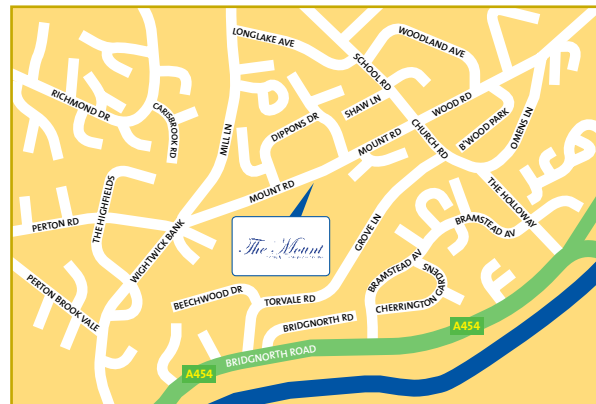 LONGLAKE AVE
WOODLAND AVE
SCHOOL RD
RICHMOND DR
CARISBROOK RD
MILL LN
DIPPONS DR
SHAW LN
WOOD RD
MOUNT RD
CHURCH RD
B'WOOD PARK
OMENS LN
MOUNT RD
THE HIGHFIELDS
PERTON RD
WIGHTWICK BANK
The Mount
GROVE LN
THE HOLLOWAY
BRAMSTEAD AV
PERTON BROOK VALE
BEECHWOOD DR
TORVALE RD
BRAMSTEAD AV
CHERRINGTON GARDENS
BRIDGNORTH RD
A454
BRIDGNORTH ROAD
A454